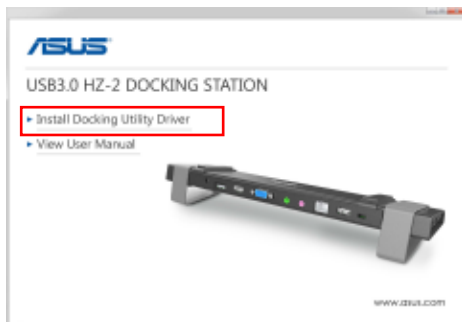 ASUS
USB3.0 HZ-2 DOCKING STATION
Install Docking Utility Driver
View User Manual
www.asus.com